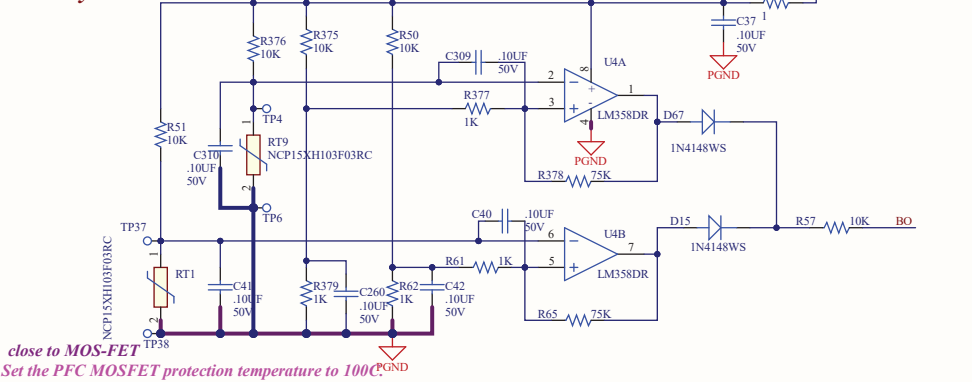 R376
10K
R375
10K
R50
10K
C37
.10UF
50V
1
PGND
C309
.10UF
50V
U4A
8
2
3
1
4
LM358DR
PGND
R377
1K
TP4
1
RT9
NCP15XH103F03RC
2
TP6
R51
10K
C310
.10UF
50V
R378
75K
D67
1N4148WS
TP37
C40
.10UF
50V
U4B
6
5
7
LM358DR
D15
1N4148WS
R57
10K
BO
R61
1K
NCP15XH103F03RC
1
RT1
2
TP38
C41
.10UF
50V
R379
1K
C260
.10UF
50V
R62
1K
C42
.10UF
50V
R65
75K
PGND
close to MOS-FET
Set the PFC MOSFET protection temperature to 100C.